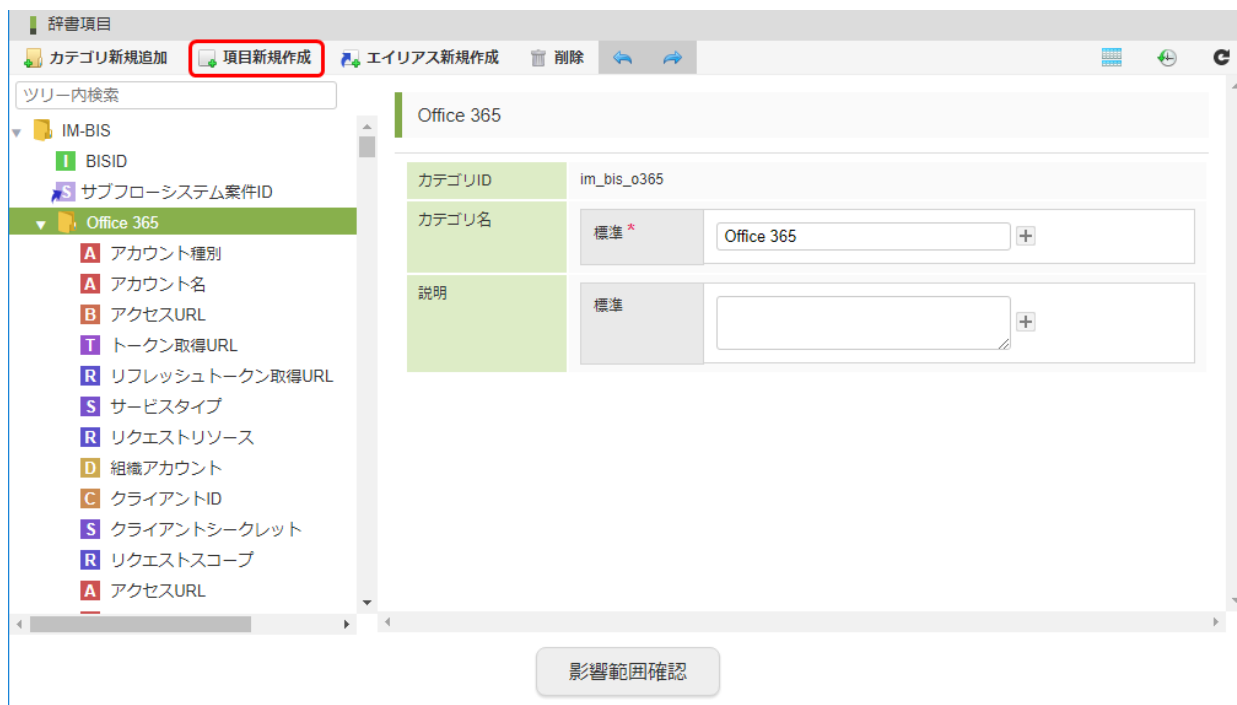 辞書項目
カテゴリ新規追加 項目新規作成 エイリアス新規作成 削除
ツリー内検索
IM-BIS
I BISID
S サブフローシステム案件ID
Office 365
A アカウント種別
A アカウント名
B アクセスURL
T トークン取得URL
R リフレッシュトークン取得URL
S サービスタイプ
R リクエストリソース
D 組織アカウント
C クライアントID
S クライアントシークレット
R リクエストスコープ
A アクセスURL
Office 365
カテゴリID im_bis_o365
カテゴリ名 標準 * Office 365
説明 標準
影響範囲確認